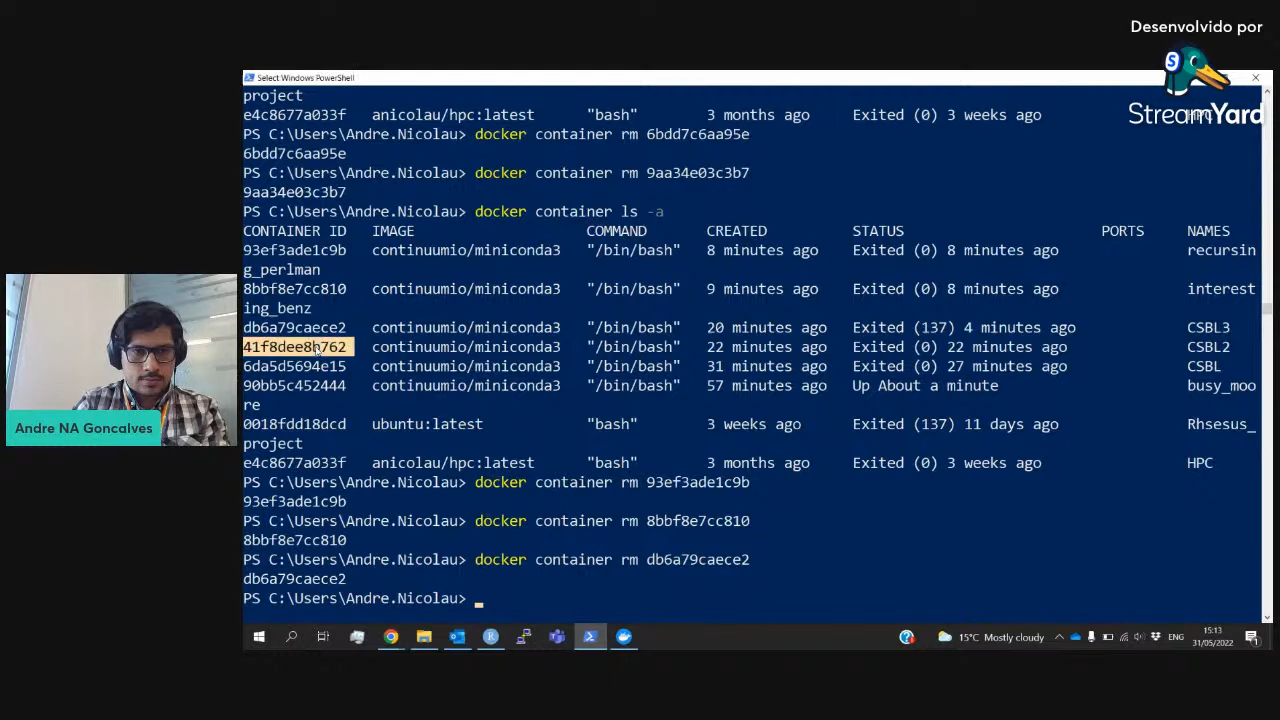 Desenvolvido por
StreamYard
Select Windows PowerShell
project
e4c8677a033f anicolau/hpc:latest "bash" 3 months ago Exited (0) 3 weeks ago HPC
PS C:\Users\Andre.Nicolau> docker container rm 6bdd7c6aa95e
6bdd7c6aa95e
PS C:\Users\Andre.Nicolau> docker container rm 9aa34e03c3b7
9aa34e03c3b7
PS C:\Users\Andre.Nicolau> docker container ls -a
CONTAINER ID IMAGE COMMAND CREATED STATUS PORTS NAMES
93ef3ade1c9b continuumio/miniconda3 "/bin/bash" 8 minutes ago Exited (0) 8 minutes ago recursin
g_perlman
8bbf8e7cc810 continuumio/miniconda3 "/bin/bash" 9 minutes ago Exited (0) 8 minutes ago interest
ing_benz
db6a79caece2 continuumio/miniconda3 "/bin/bash" 20 minutes ago Exited (137) 4 minutes ago CSBL3
41f8dee8b762 continuumio/miniconda3 "/bin/bash" 22 minutes ago Exited (0) 22 minutes ago CSBL2
6da5d5694e15 continuumio/miniconda3 "/bin/bash" 31 minutes ago Exited (0) 27 minutes ago CSBL
90bb5c452444 continuumio/miniconda3 "/bin/bash" 57 minutes ago Up About a minute busy_moo
re
0018fdd18dcd ubuntu:latest "bash" 3 weeks ago Exited (137) 11 days ago Rhsesus_
project
e4c8677a033f anicolau/hpc:latest "bash" 3 months ago Exited (0) 3 weeks ago HPC
PS C:\Users\Andre.Nicolau> docker container rm 93ef3ade1c9b
93ef3ade1c9b
PS C:\Users\Andre.Nicolau> docker container rm 8bbf8e7cc810
8bbf8e7cc810
PS C:\Users\Andre.Nicolau> docker container rm db6a79caece2
db6a79caece2
PS C:\Users\Andre.Nicolau>
Andre NA Goncalves
15°C Mostly cloudy
ENG
15:13
31/05/2022